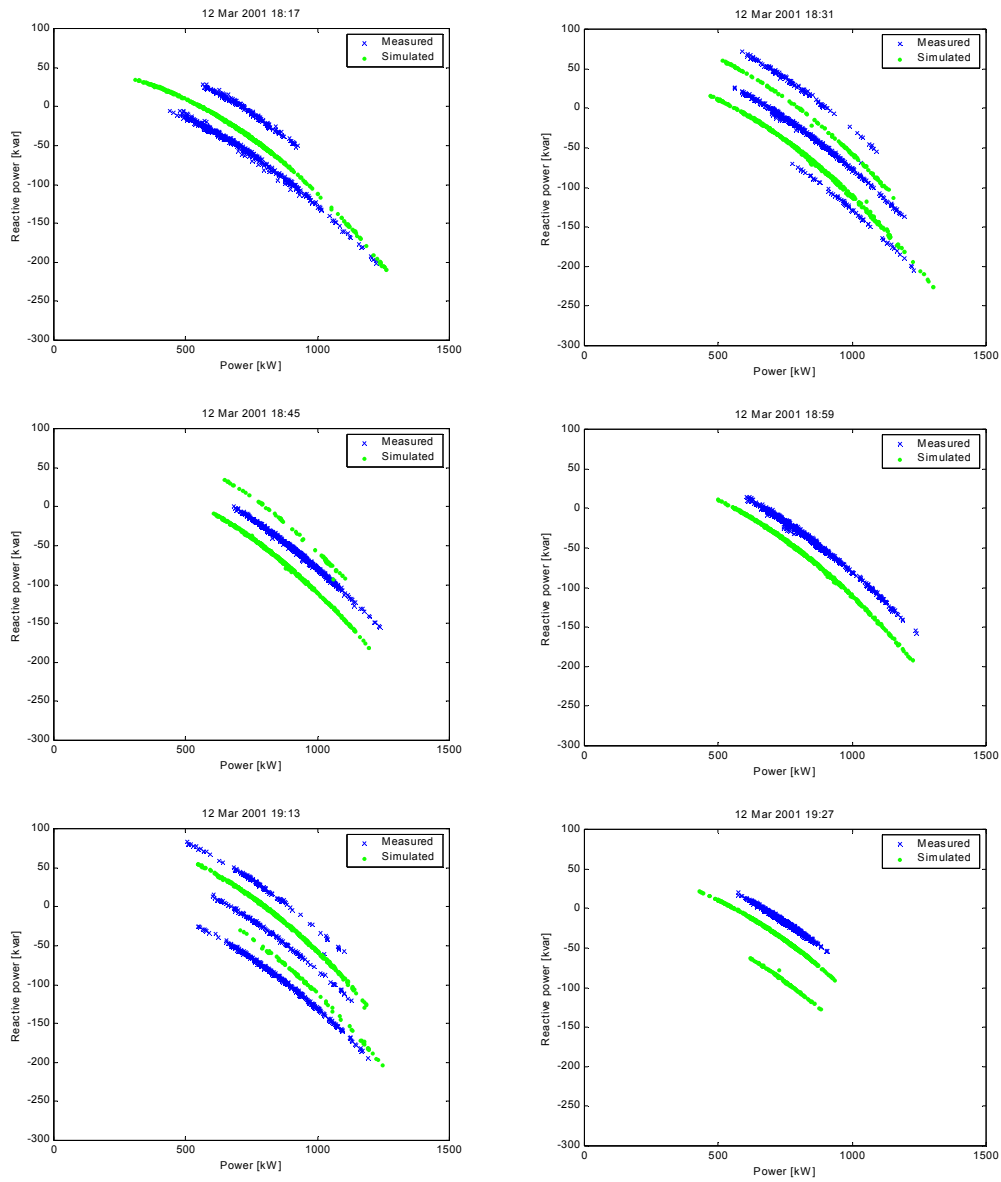 12 Mar 2001 18:17
Measured
Simulated
100
50
0
-50
-100
-150
-200
-250
-300
Reactive power [kvar]
0
500
1000
1500
Power [kW]
12 Mar 2001 18:31
Measured
Simulated
100
50
0
-50
-100
-150
-200
-250
-300
Reactive power [kvar]
0
500
1000
1500
Power [kW]
12 Mar 2001 18:45
Measured
Simulated
100
50
0
-50
-100
-150
-200
-250
-300
Reactive power [kvar]
0
500
1000
1500
Power [kW]
12 Mar 2001 18:59
Measured
Simulated
100
50
0
-50
-100
-150
-200
-250
-300
Reactive power [kvar]
0
500
1000
1500
Power [kW]
12 Mar 2001 19:13
Measured
Simulated
100
50
0
-50
-100
-150
-200
-250
-300
Reactive power [kvar]
0
500
1000
1500
Power [kW]
12 Mar 2001 19:27
Measured
Simulated
100
50
0
-50
-100
-150
-200
-250
-300
Reactive power [kvar]
0
500
1000
1500
Power [kW]